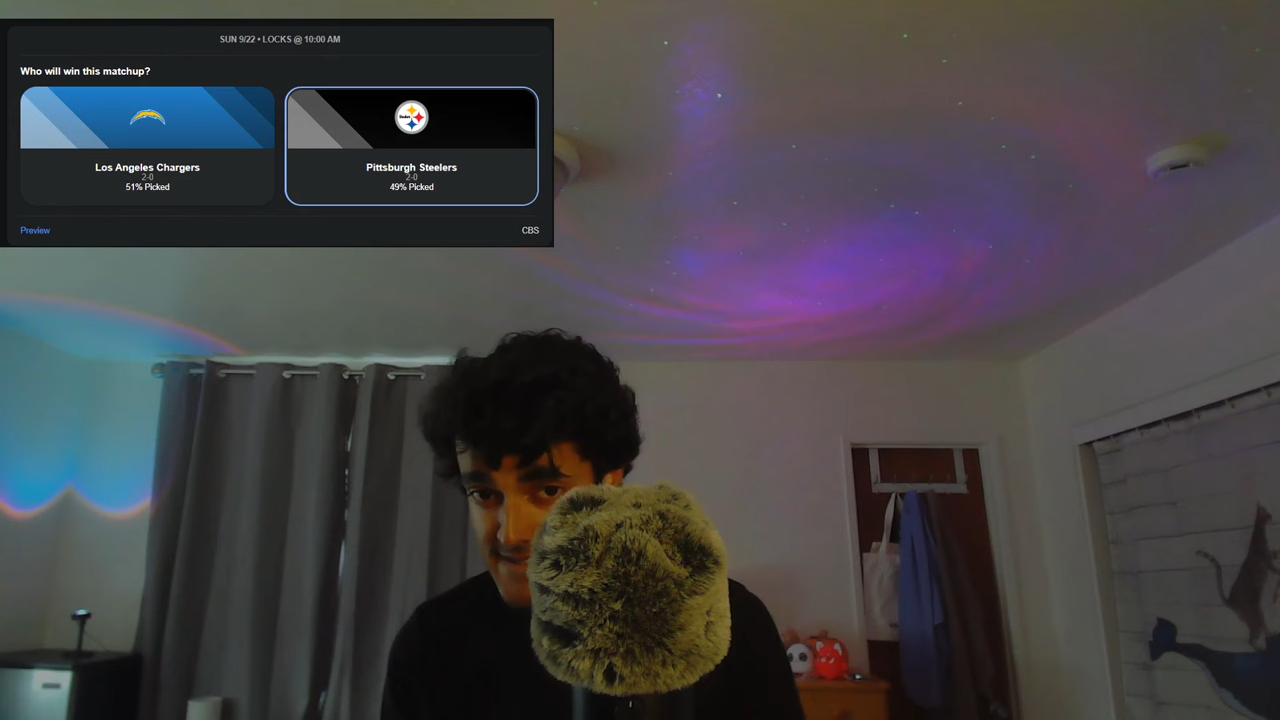 SUN 9/22 • LOCKS @ 10:00 AM
Who will win this matchup?
Los Angeles Chargers
2-0
51% Picked
Pittsburgh Steelers
2-0
49% Picked
Preview
CBS